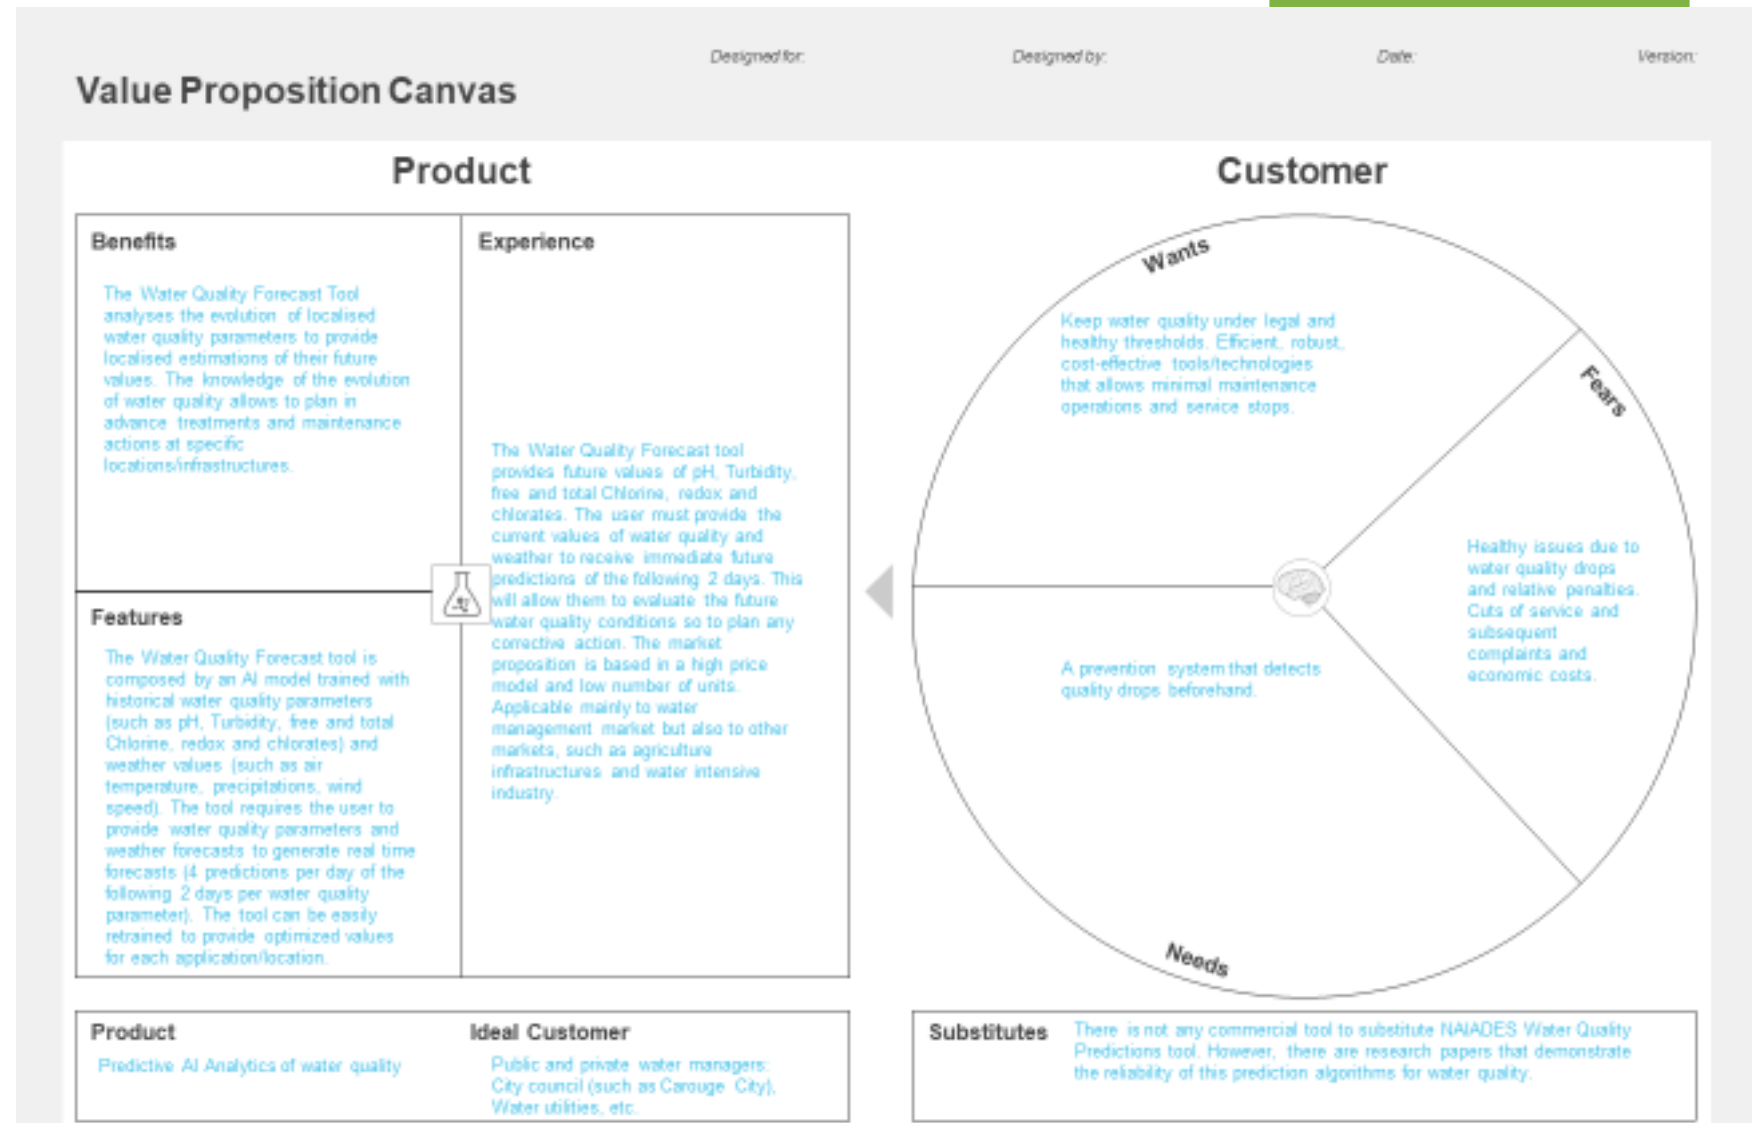 Designed for:
Designed by:
Date:
Version:
Value Proposition Canvas
Product
Benefits
The Water Quality Forecast Tool
analyses the evolution of localised
water quality parameters to provide
localised estimations of their future
values. The knowledge of the evolution
of water quality allows to plan in
advance treatments and maintenance
actions at specific
locations/infrastructures.
Experience
The Water Quality Forecast tool
provides future values of pH, Turbidity,
free and total Chlorine, redox and
chlorates. The user must provide the
current values of water quality and
weather to receive immediate future
predictions of the following 2 days. This
will allow them to evaluate the future
water quality conditions so to plan any
corrective action. The market
proposition is based in a high price
model and low number of units.
Applicable mainly to water
management market but also to other
markets, such as agriculture
infrastructures and water intensive
industry.
Features
The Water Quality Forecast tool is
composed by an AI model trained with
historical water quality parameters
(such as pH, Turbidity, free and total
Chlorine, redox and chlorates) and
weather values (such as air
temperature, precipitations, wind
speed). The tool requires the user to
provide water quality parameters and
weather forecasts to generate real time
forecasts (4 predictions per day of the
following 2 days per water quality
parameter). The tool can be easily
retrained to provide optimized values
for each application/location.
Customer
Wants
Keep water quality under legal and
healthy thresholds. Efficient, robust,
cost-effective tools/technologies
that allows minimal maintenance
operations and service stops.
Fears
Healthy issues due to
water quality drops
and relative penalties.
Cuts of service and
subsequent
complaints and
economic costs.
A prevention system that detects
quality drops beforehand.
Needs
Product
Predictive AI Analytics of water quality
Ideal Customer
Public and private water managers:
City council (such as Carouge City),
Water utilities, etc.
Substitutes
There is not any commercial tool to substitute NAIADES Water Quality
Predictions tool. However, there are research papers that demonstrate
the reliability of this prediction algorithms for water quality.